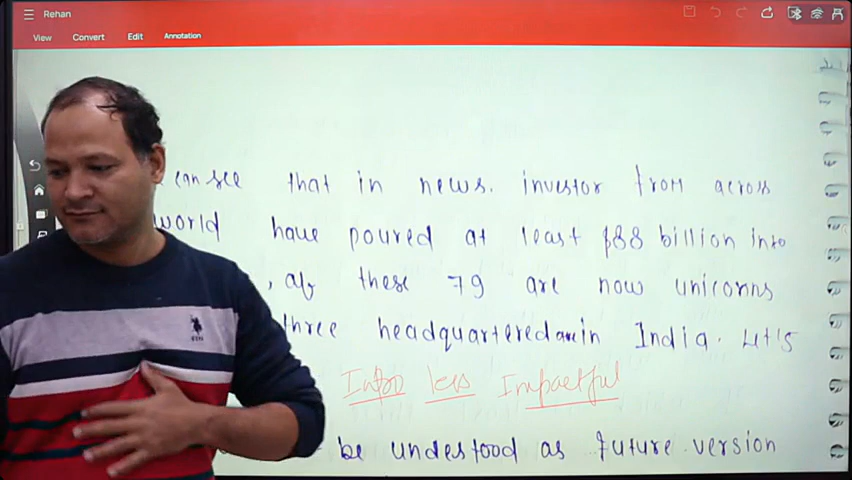 Rehan
View Convert Edit Annotation
can see that in news. investor from across
world have poured at least $88 billion into
, of these 79 are now unicorns
three headquartered in India. Let's
Intro less Impactful
be understood as future version